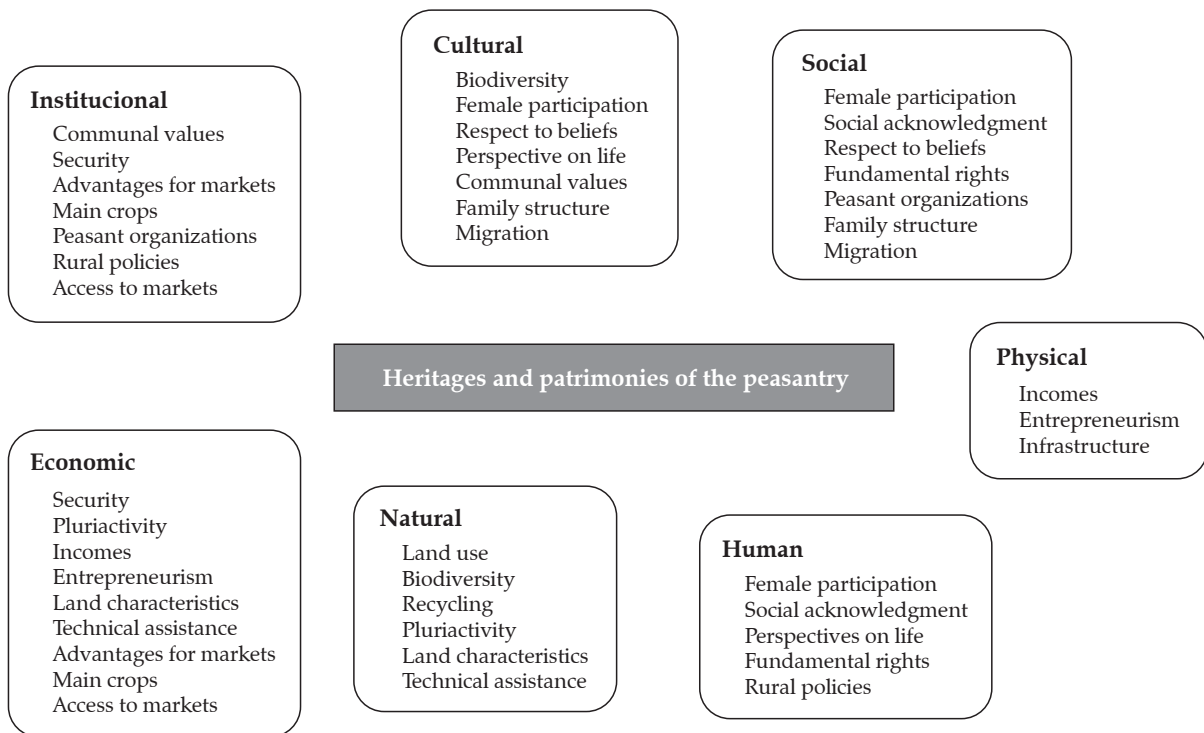 Institucional
Communal values
Security
Advantages for markets
Main crops
Peasant organizations
Rural policies
Access to markets
Cultural
Biodiversity
Female participation
Respect to beliefs
Perspective on life
Communal values
Family structure
Migration
Social
Female participation
Social acknowledgment
Respect to beliefs
Fundamental rights
Peasant organizations
Family structure
Migration
Heritages and patrimonies of the peasantry
Physical
Incomes
Entrepreneurism
Infrastructure
Economic
Security
Pluriactivity
Incomes
Entrepreneurism
Land characteristics
Technical assistance
Advantages for markets
Main crops
Access to markets
Natural
Land use
Biodiversity
Recycling
Pluriactivity
Land characteristics
Technical assistance
Human
Female participation
Social acknowledgment
Perspectives on life
Fundamental rights
Rural policies